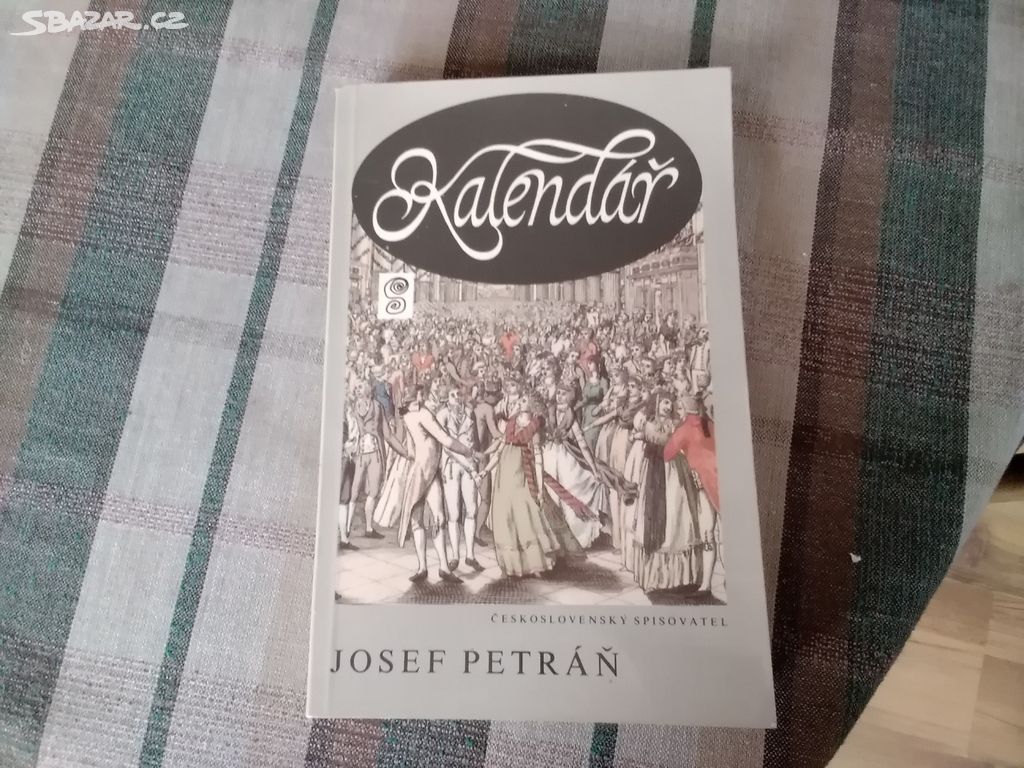 SBAZAR.CZ
Kalendář
ČESKOSLOVENSKÝ SPISOVATEL
JOSEF PETRÁŇ